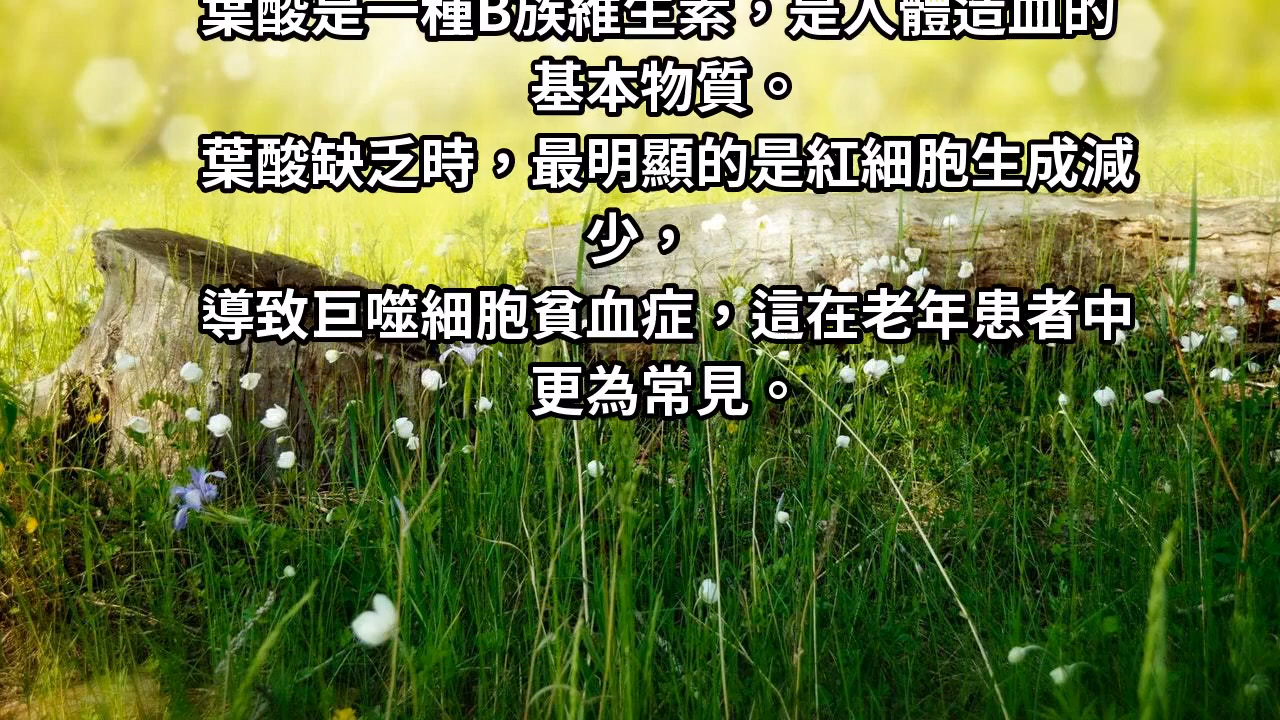 葉酸是一種B族維生素，是人體造血的
基本物質。
葉酸缺乏時，最明顯的是紅細胞生成減
少，
導致巨噬細胞貧血症，這在老年患者中
更為常見。